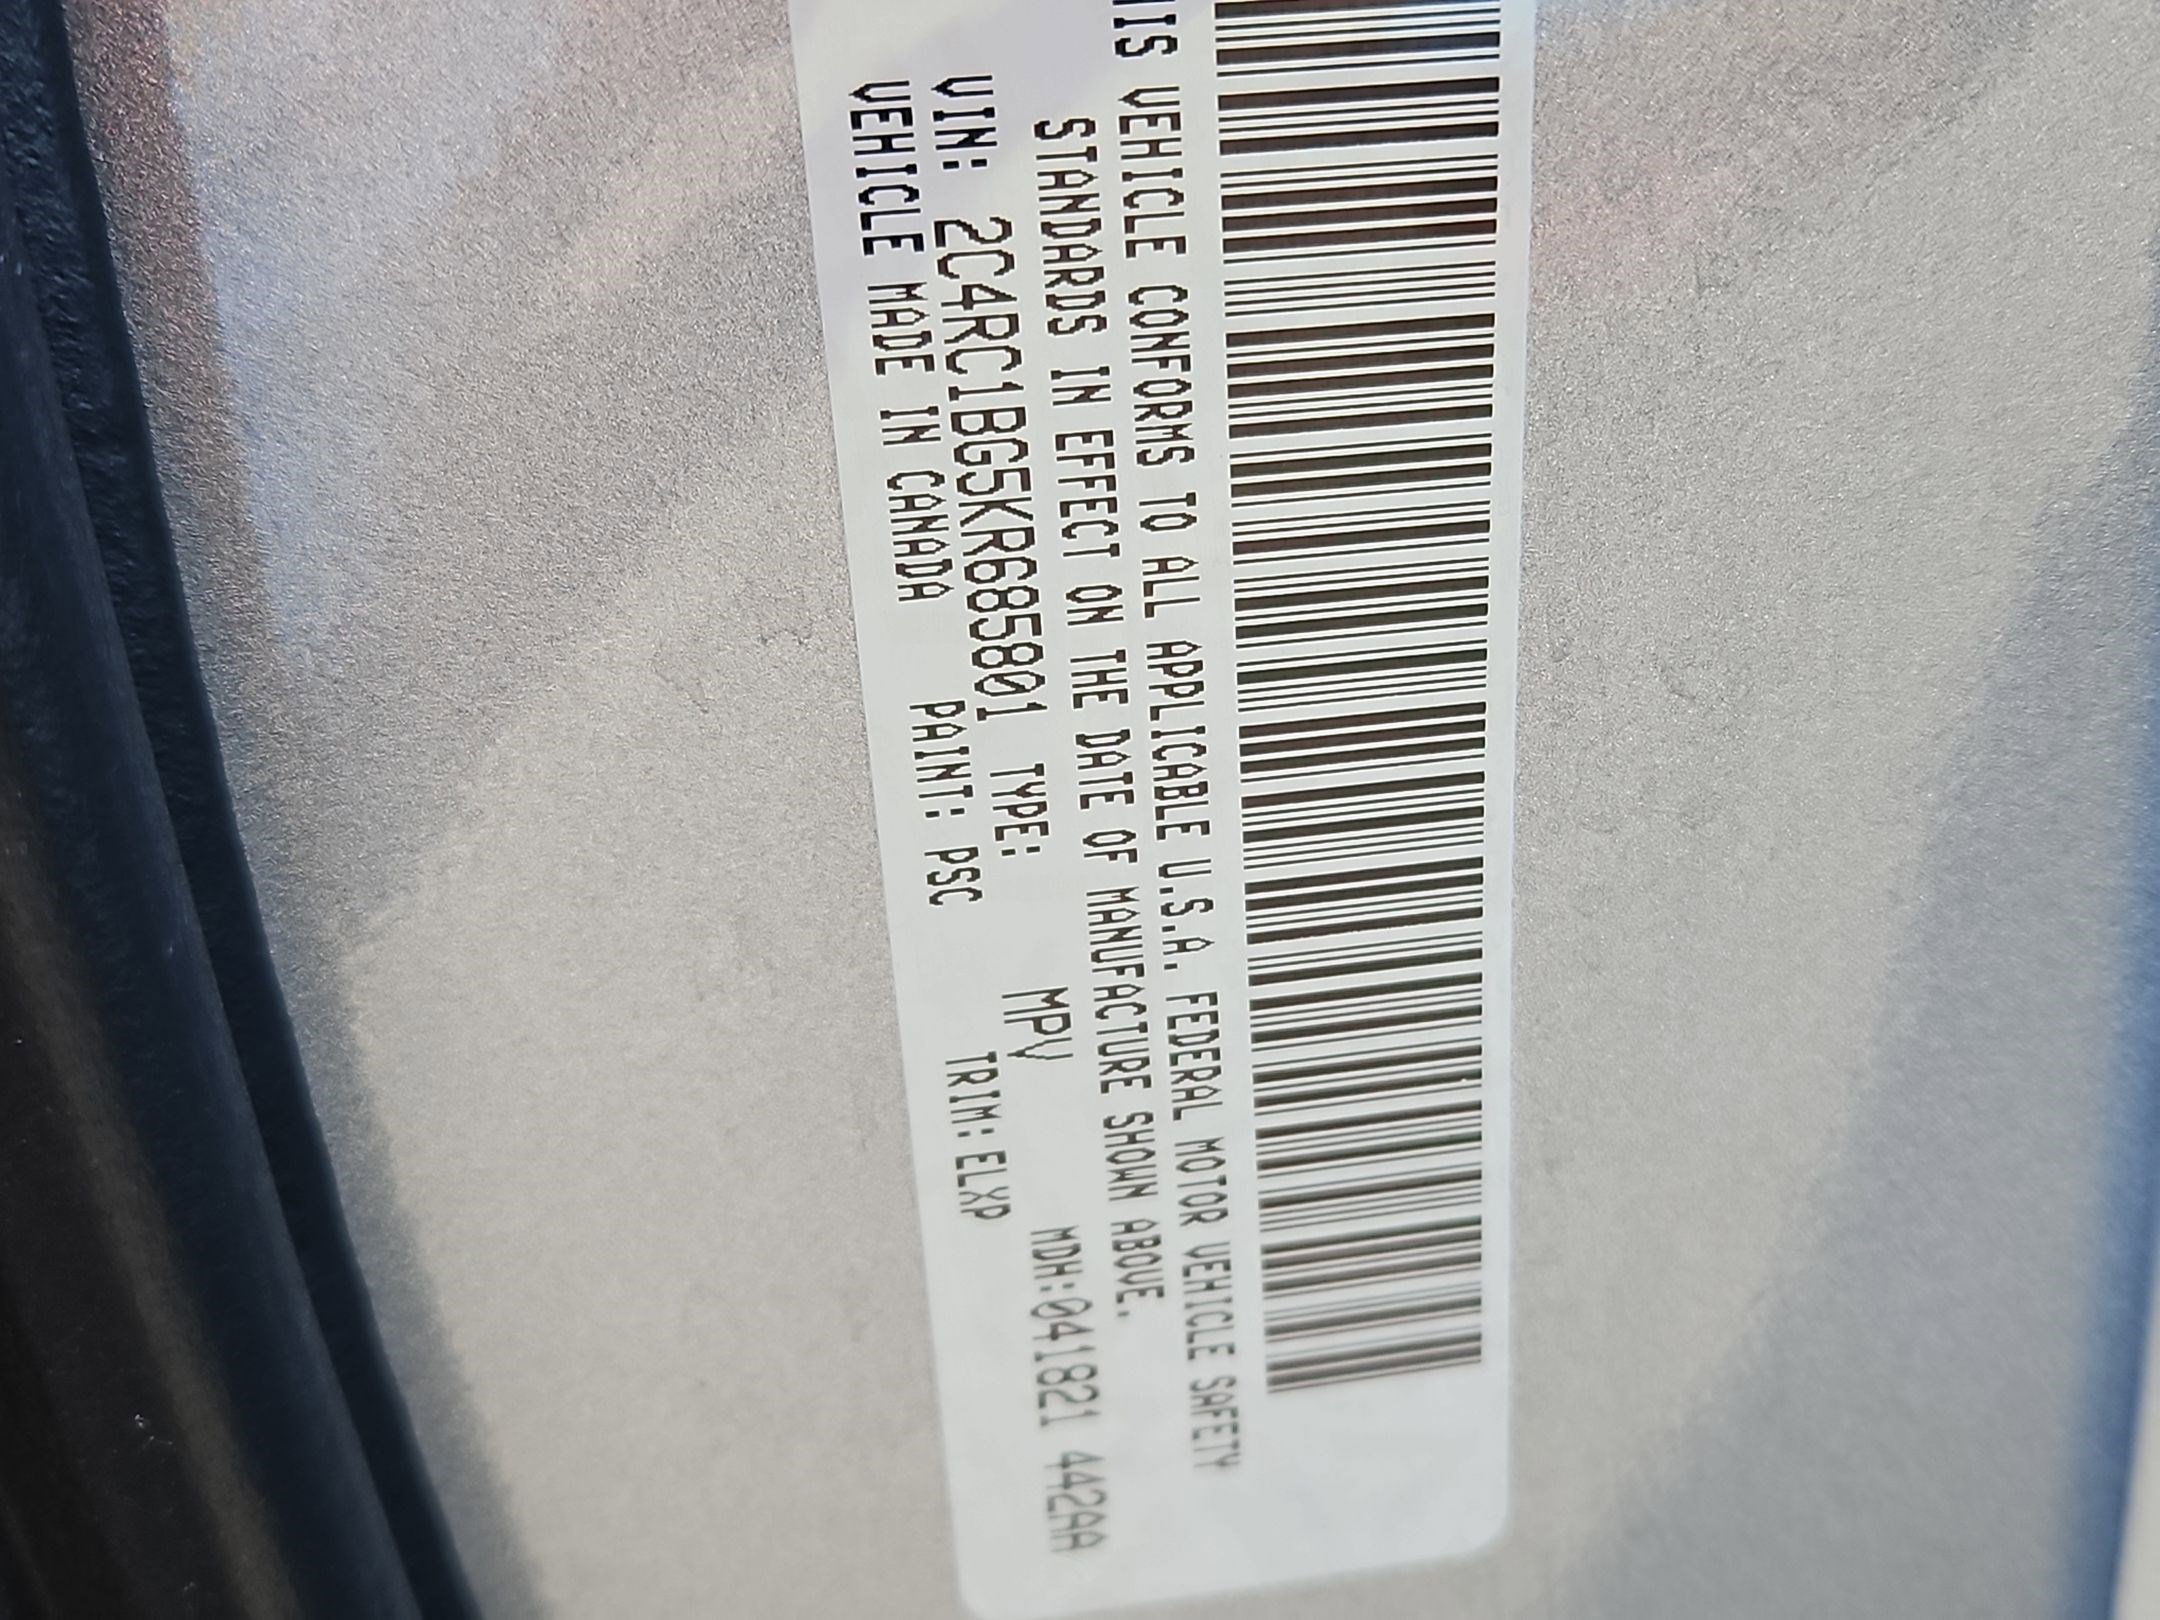 HIS VEHICLE CONFORMS TO ALL APPLICABLE U.S.A. FEDERAL MOTOR VEHICLE SAFETY
STANDARDS IN EFFECT ON THE DATE OF MANUFACTURE SHOWN ABOVE.
VIN: 2C4RC1BG5KR685801 TYPE: MPV MDH:041821 442AA
VEHICLE MADE IN CANADA PAINT: PSC TRIM:ELXP